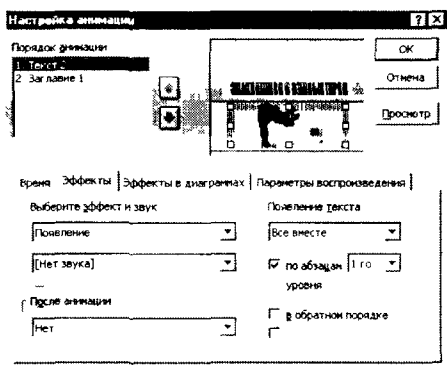 Настройка анимации
Порядок анимации
1 Текст 2
2 Заглавие 1
OK
Отмена
Просмотр
Время Эффекты Эффекты в диаграммах Параметры воспроизведения
Выберите эффект и звук
Появление
[Нет звука]
После анимации
Нет
Появление текста
Все вместе
по абзацам 1 го
уровня
в обратном порядке